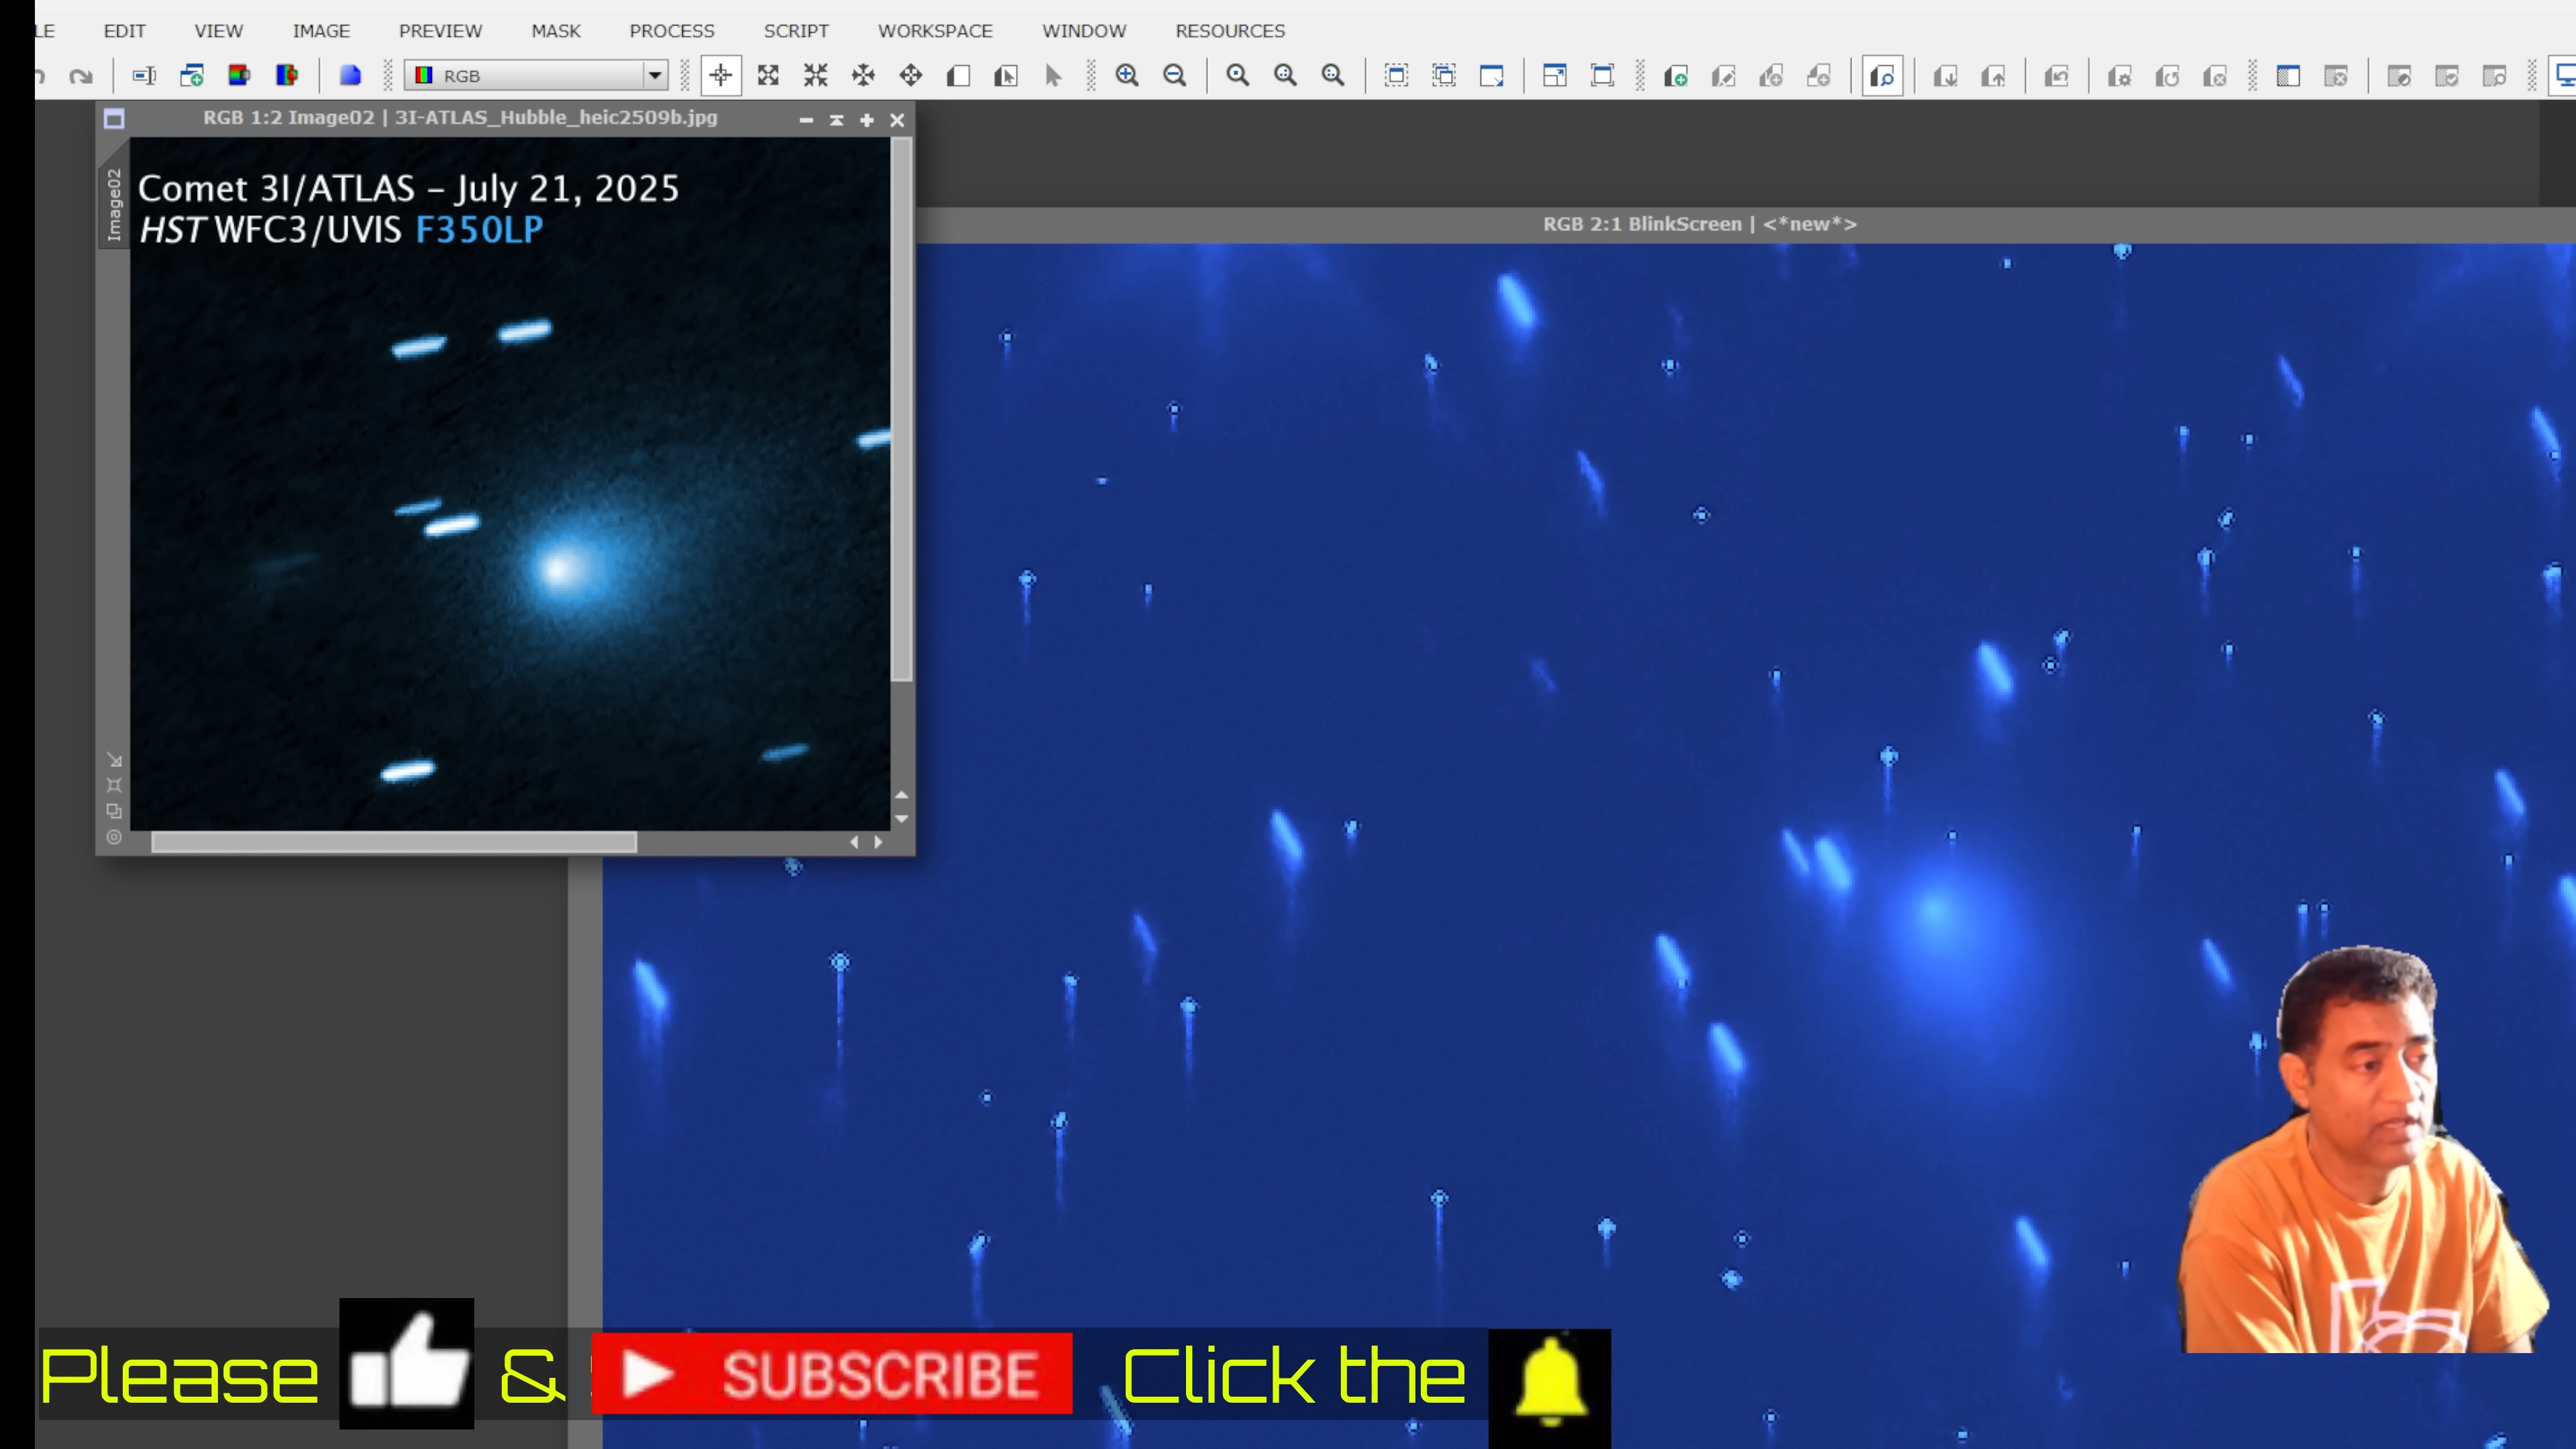 LE EDIT VIEW IMAGE PREVIEW MASK PROCESS SCRIPT WORKSPACE WINDOW RESOURCES
RGB
RGB 1:2 Image02 | 3I-ATLAS_Hubble_heic2509b.jpg
Image02
Comet 3I/ATLAS – July 21, 2025
HST WFC3/UVIS F350LP
RGB 2:1 BlinkScreen | <*new*>
Please & SUBSCRIBE Click the